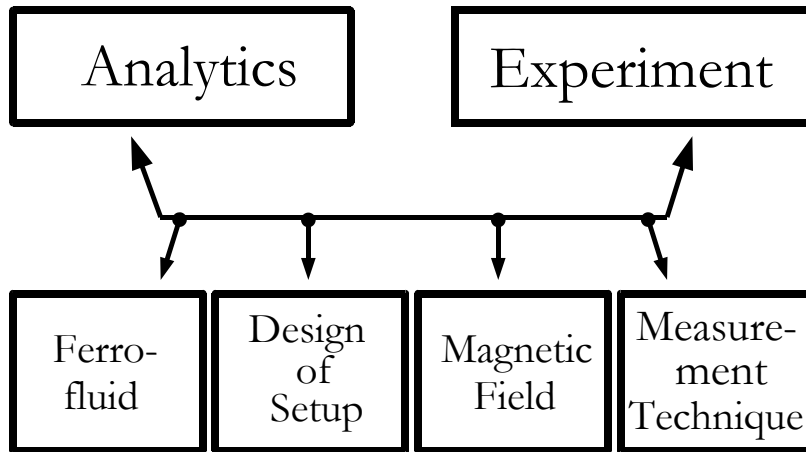 Analytics
Experiment
Ferro-
fluid
Design
of
Setup
Magnetic
Field
Measure-
ment
Technique